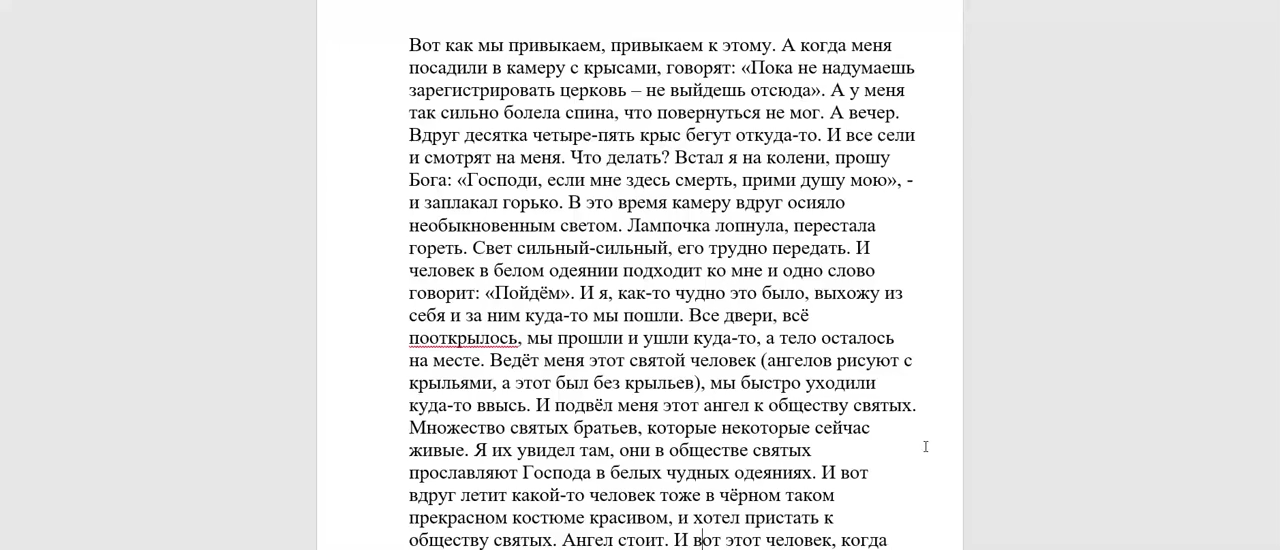 Вот как мы привыкаем, привыкаем к этому. А когда меня
посадили в камеру с крысами, говорят: «Пока не надумаешь
зарегистрировать церковь – не выйдешь отсюда». А у меня
так сильно болела спина, что повернуться не мог. А вечер.
Вдруг десятка четыре-пять крыс бегут откуда-то. И все сели
и смотрят на меня. Что делать? Встал я на колени, прошу
Бога: «Господи, если мне здесь смерть, прими душу мою», -
и заплакал горько. В это время камеру вдруг осияло
необыкновенным светом. Лампочка лопнула, перестала
гореть. Свет сильный-сильный, его трудно передать. И
человек в белом одеянии подходит ко мне и одно слово
говорит: «Пойдём». И я, как-то чудно это было, выхожу из
себя и за ним куда-то мы пошли. Все двери, всё
пооткрылось, мы прошли и ушли куда-то, а тело осталось
на месте. Ведёт меня этот святой человек (ангелов рисуют с
крыльями, а этот был без крыльев), мы быстро уходили
куда-то ввысь. И подвёл меня этот ангел к обществу святых.
Множество святых братьев, которые некоторые сейчас
живые. Я их увидел там, они в обществе святых
прославляют Господа в белых чудных одеяниях. И вот
вдруг летит какой-то человек тоже в чёрном таком
прекрасном костюме красивом, и хотел пристать к
обществу святых. Ангел стоит. И вот этот человек, когда